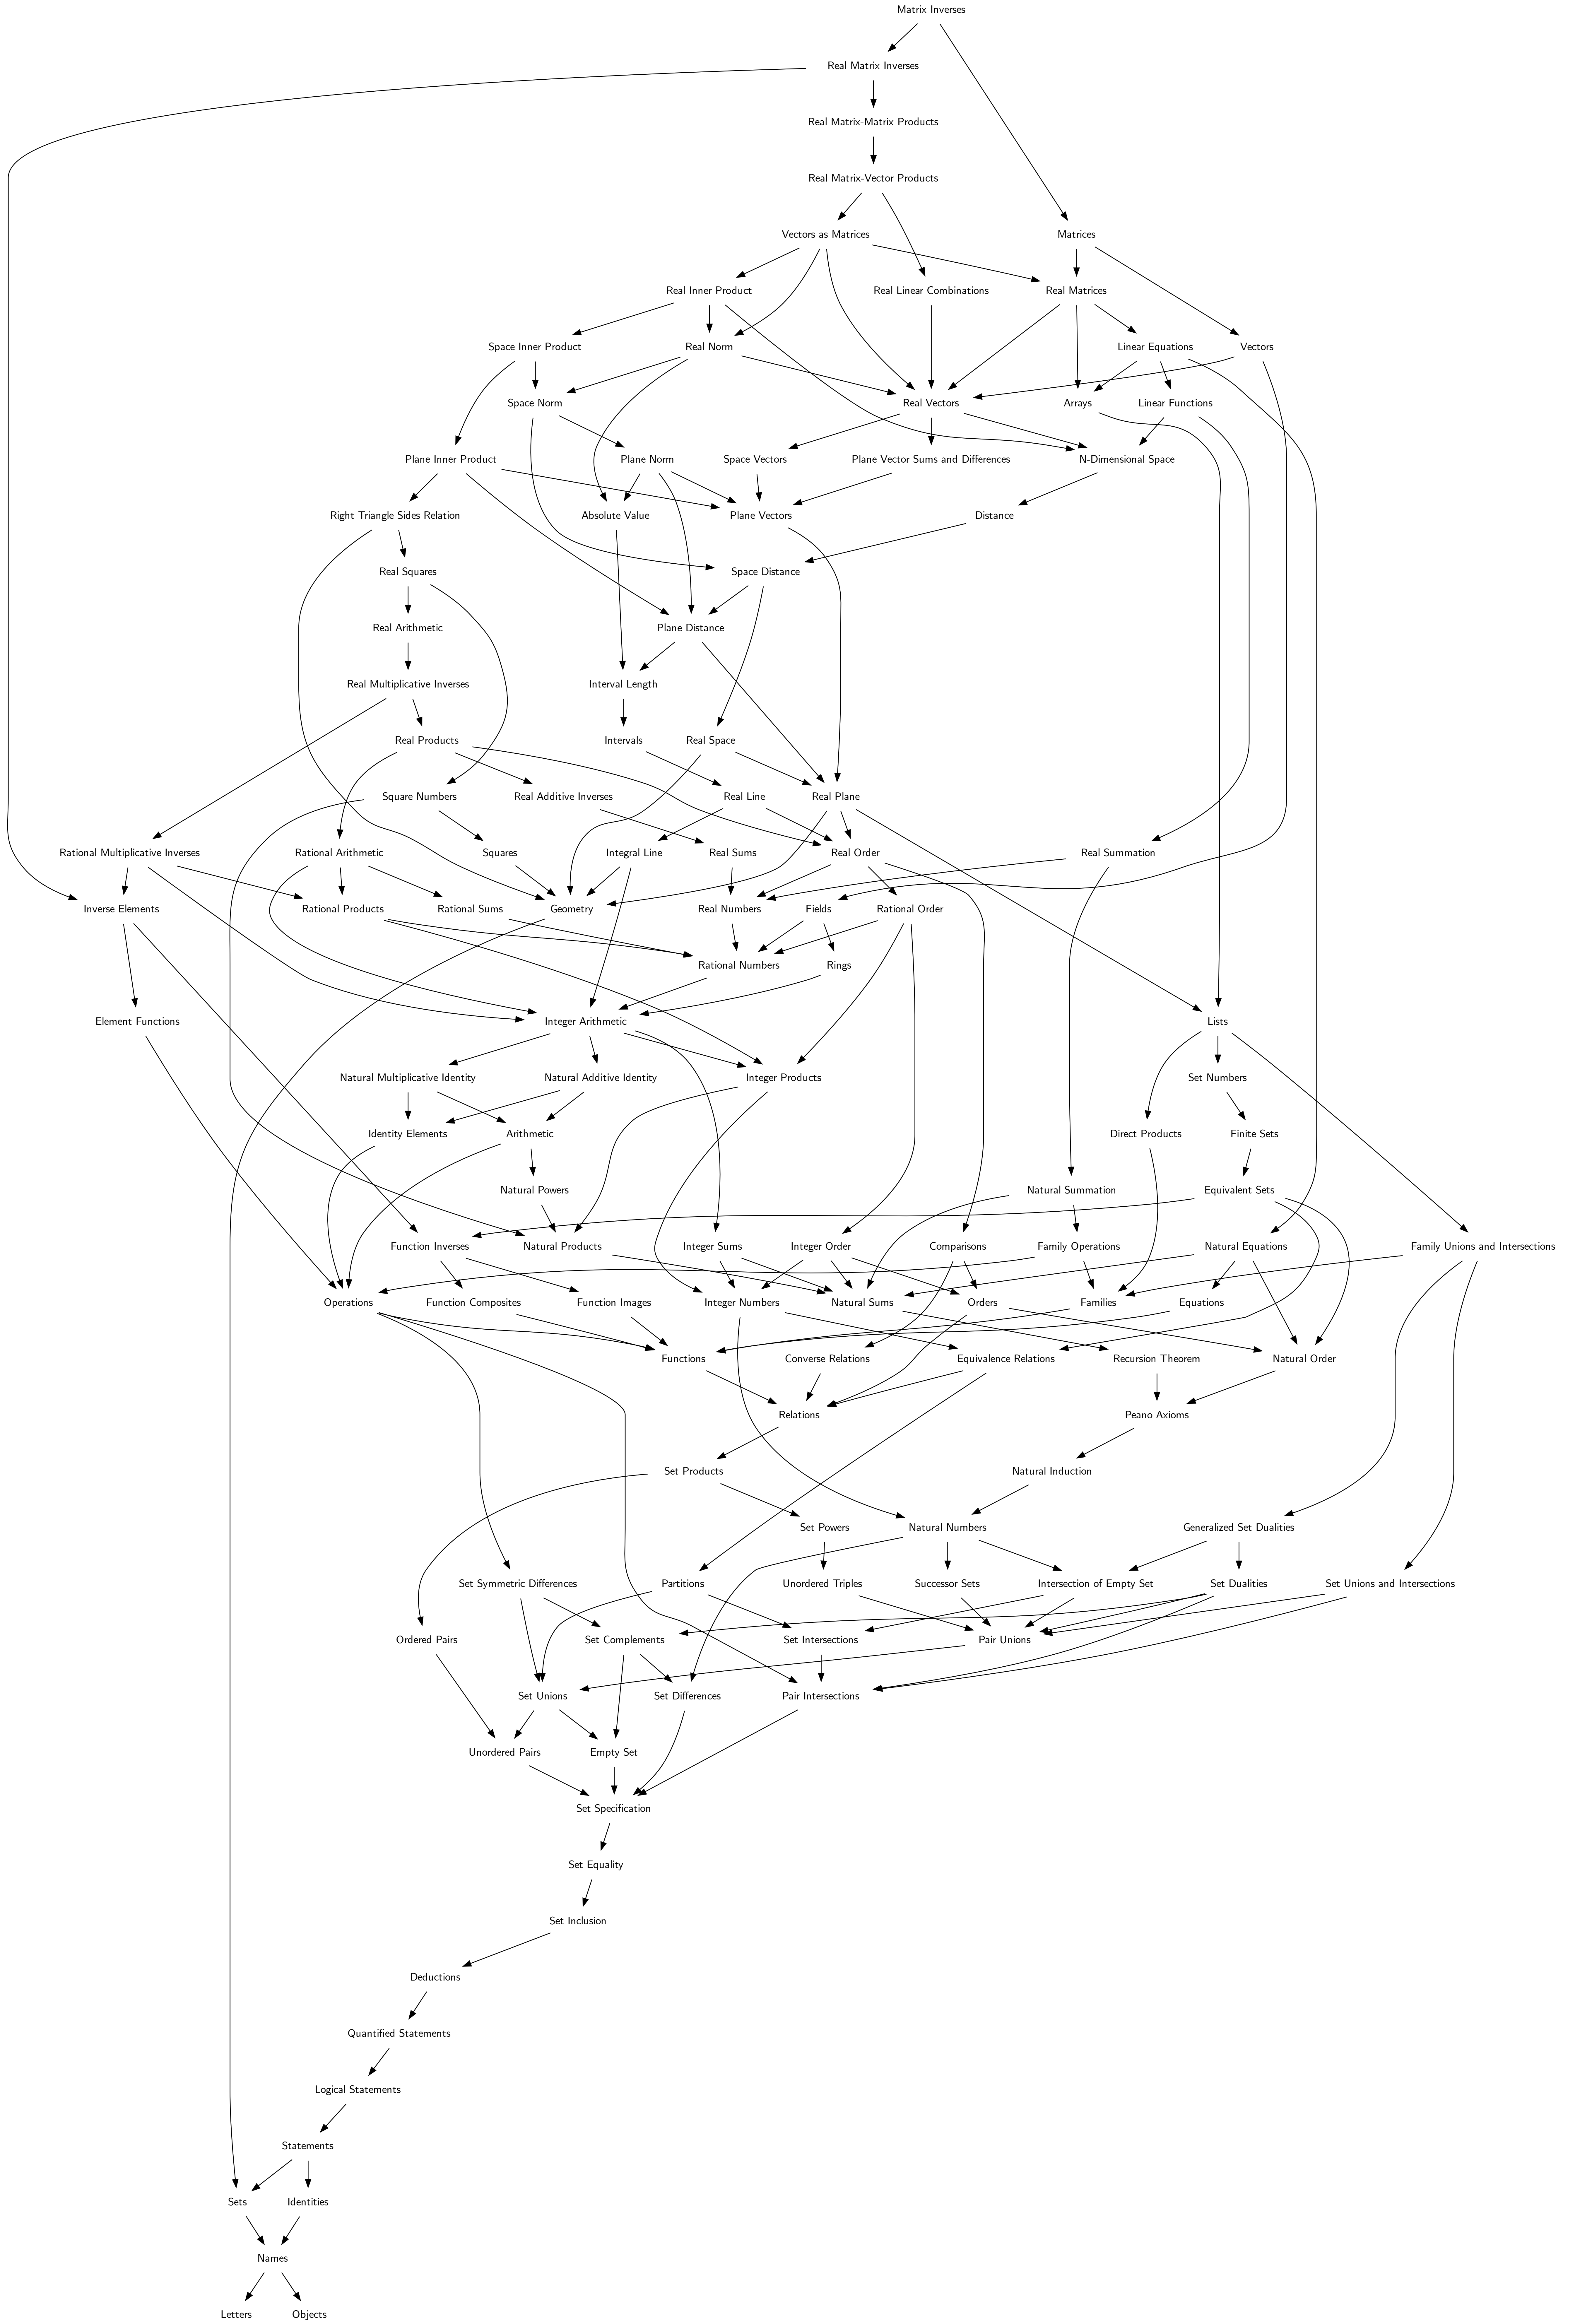 Matrix Inverses
Real Matrix Inverses
Real Matrix-Matrix Products
Real Matrix-Vector Products
Vectors as Matrices
Matrices
Real Inner Product
Real Linear Combinations
Real Matrices
Space Inner Product
Real Norm
Linear Equations
Vectors
Space Norm
Real Vectors
Arrays
Linear Functions
Plane Inner Product
Plane Norm
Space Vectors
Plane Vector Sums and Differences
N-Dimensional Space
Right Triangle Sides Relation
Absolute Value
Plane Vectors
Distance
Real Squares
Space Distance
Real Arithmetic
Plane Distance
Real Multiplicative Inverses
Interval Length
Real Products
Intervals
Real Space
Square Numbers
Real Additive Inverses
Real Line
Real Plane
Rational Multiplicative Inverses
Rational Arithmetic
Squares
Integral Line
Real Sums
Real Order
Real Summation
Inverse Elements
Rational Products
Rational Sums
Geometry
Real Numbers
Fields
Rational Order
Rational Numbers
Rings
Element Functions
Integer Arithmetic
Lists
Natural Multiplicative Identity
Natural Additive Identity
Integer Products
Set Numbers
Identity Elements
Arithmetic
Direct Products
Finite Sets
Natural Powers
Natural Summation
Equivalent Sets
Function Inverses
Natural Products
Integer Sums
Integer Order
Comparisons
Family Operations
Natural Equations
Family Unions and Intersections
Operations
Function Composites
Function Images
Integer Numbers
Natural Sums
Orders
Families
Equations
Functions
Converse Relations
Equivalence Relations
Recursion Theorem
Natural Order
Relations
Peano Axioms
Set Products
Natural Induction
Set Powers
Natural Numbers
Generalized Set Dualities
Set Symmetric Differences
Partitions
Unordered Triples
Successor Sets
Intersection of Empty Set
Set Dualities
Set Unions and Intersections
Ordered Pairs
Set Complements
Set Intersections
Pair Unions
Set Unions
Set Differences
Pair Intersections
Unordered Pairs
Empty Set
Set Specification
Set Equality
Set Inclusion
Deductions
Quantified Statements
Logical Statements
Statements
Sets
Identities
Names
Letters
Objects